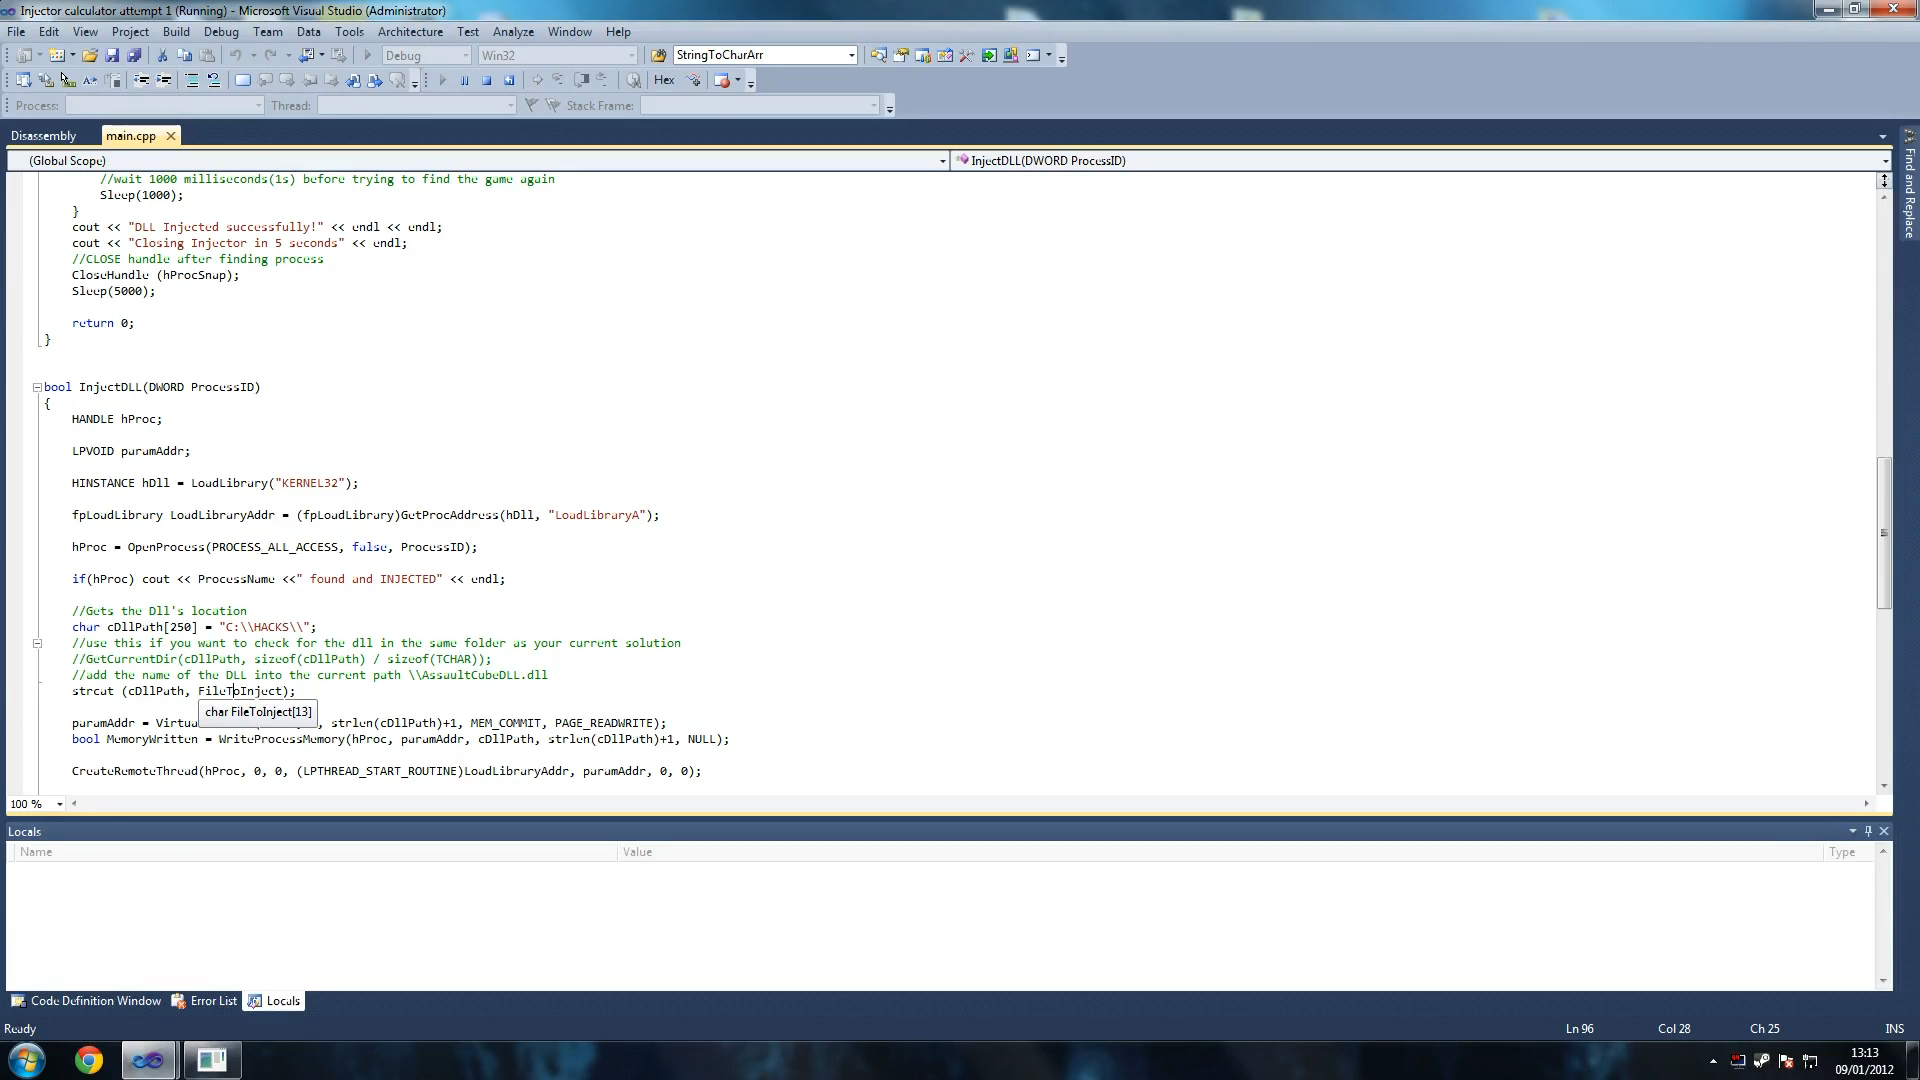 Injector calculator attempt 1 (Running) - Microsoft Visual Studio (Administrator)
File Edit View Project Build Debug Team Data Tools Architecture Test Analyze Window Help
Debug Win32 StringToCharArr
Hex
Process: Thread: Stack Frame:
Disassembly main.cpp
(Global Scope) InjectDLL(DWORD ProcessID)
//wait 1000 milliseconds(1s) before trying to find the game again
Sleep(1000);
}
cout << "DLL Injected successfully!" << endl << endl;
cout << "Closing Injector in 5 seconds" << endl;
//CLOSE handle after finding process
CloseHandle (hProcSnap);
Sleep(5000);
return 0;
}
bool InjectDLL(DWORD ProcessID)
{
HANDLE hProc;
LPVOID paramAddr;
HINSTANCE hDll = LoadLibrary("KERNEL32");
fpLoadLibrary LoadLibraryAddr = (fpLoadLibrary)GetProcAddress(hDll, "LoadLibraryA");
hProc = OpenProcess(PROCESS_ALL_ACCESS, false, ProcessID);
if(hProc) cout << ProcessName <<" found and INJECTED" << endl;
//Gets the Dll's location
char cDllPath[250] = "C:\\HACKS\\";
//use this if you want to check for the dll in the same folder as your current solution
//GetCurrentDir(cDllPath, sizeof(cDllPath) / sizeof(TCHAR));
//add the name of the DLL into the current path \\AssaultCubeDLL.dll
strcat (cDllPath, FileToInject);
char FileToInject[13]
paramAddr = Virtua , strlen(cDllPath)+1, MEM_COMMIT, PAGE_READWRITE);
bool MemoryWritten = WriteProcessMemory(hProc, paramAddr, cDllPath, strlen(cDllPath)+1, NULL);
CreateRemoteThread(hProc, 0, 0, (LPTHREAD_START_ROUTINE)LoadLibraryAddr, paramAddr, 0, 0);
100 %
Locals
Name Value Type
Code Definition Window Error List Locals
Ready Ln 96 Col 28 Ch 25 INS
13:13
09/01/2012
Find and Replace